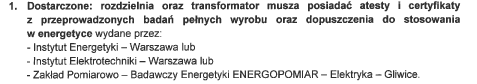 1. Dostarczone: rozdzielnia oraz transformator musza posiadać atesty i certyfikaty
z przeprowadzonych badań pełnych wyrobu oraz dopuszczenia do stosowania
w energetyce wydane przez:
- Instytut Energetyki – Warszawa lub
- Instytut Elektrotechniki – Warszawa lub
- Zakład Pomiarowo – Badawczy Energetyki ENERGOPOMIAR – Elektryka – Gliwice.